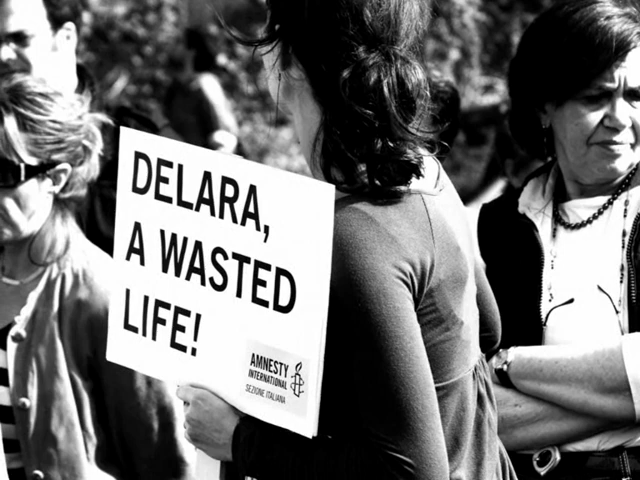 DELARA,
A WASTED
LIFE!
AMNESTY
INTERNATIONAL
SEZIONE ITALIANA